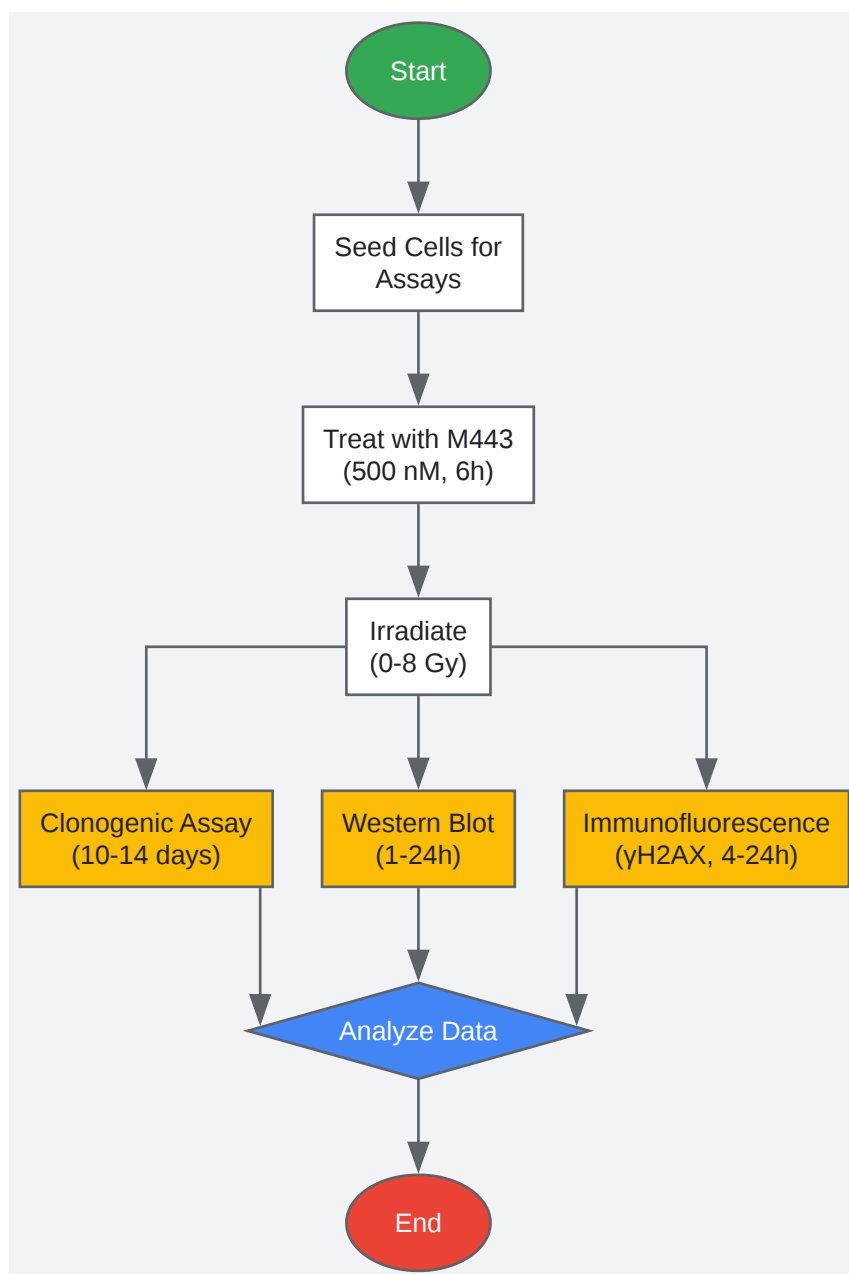 Start
Seed Cells for
Assays
Treat with M443
(500 nM, 6h)
Irradiate
(0-8 Gy)
Clonogenic Assay
(10-14 days)
Western Blot
(1-24h)
Immunofluorescence
(γH2AX, 4-24h)
Analyze Data
End